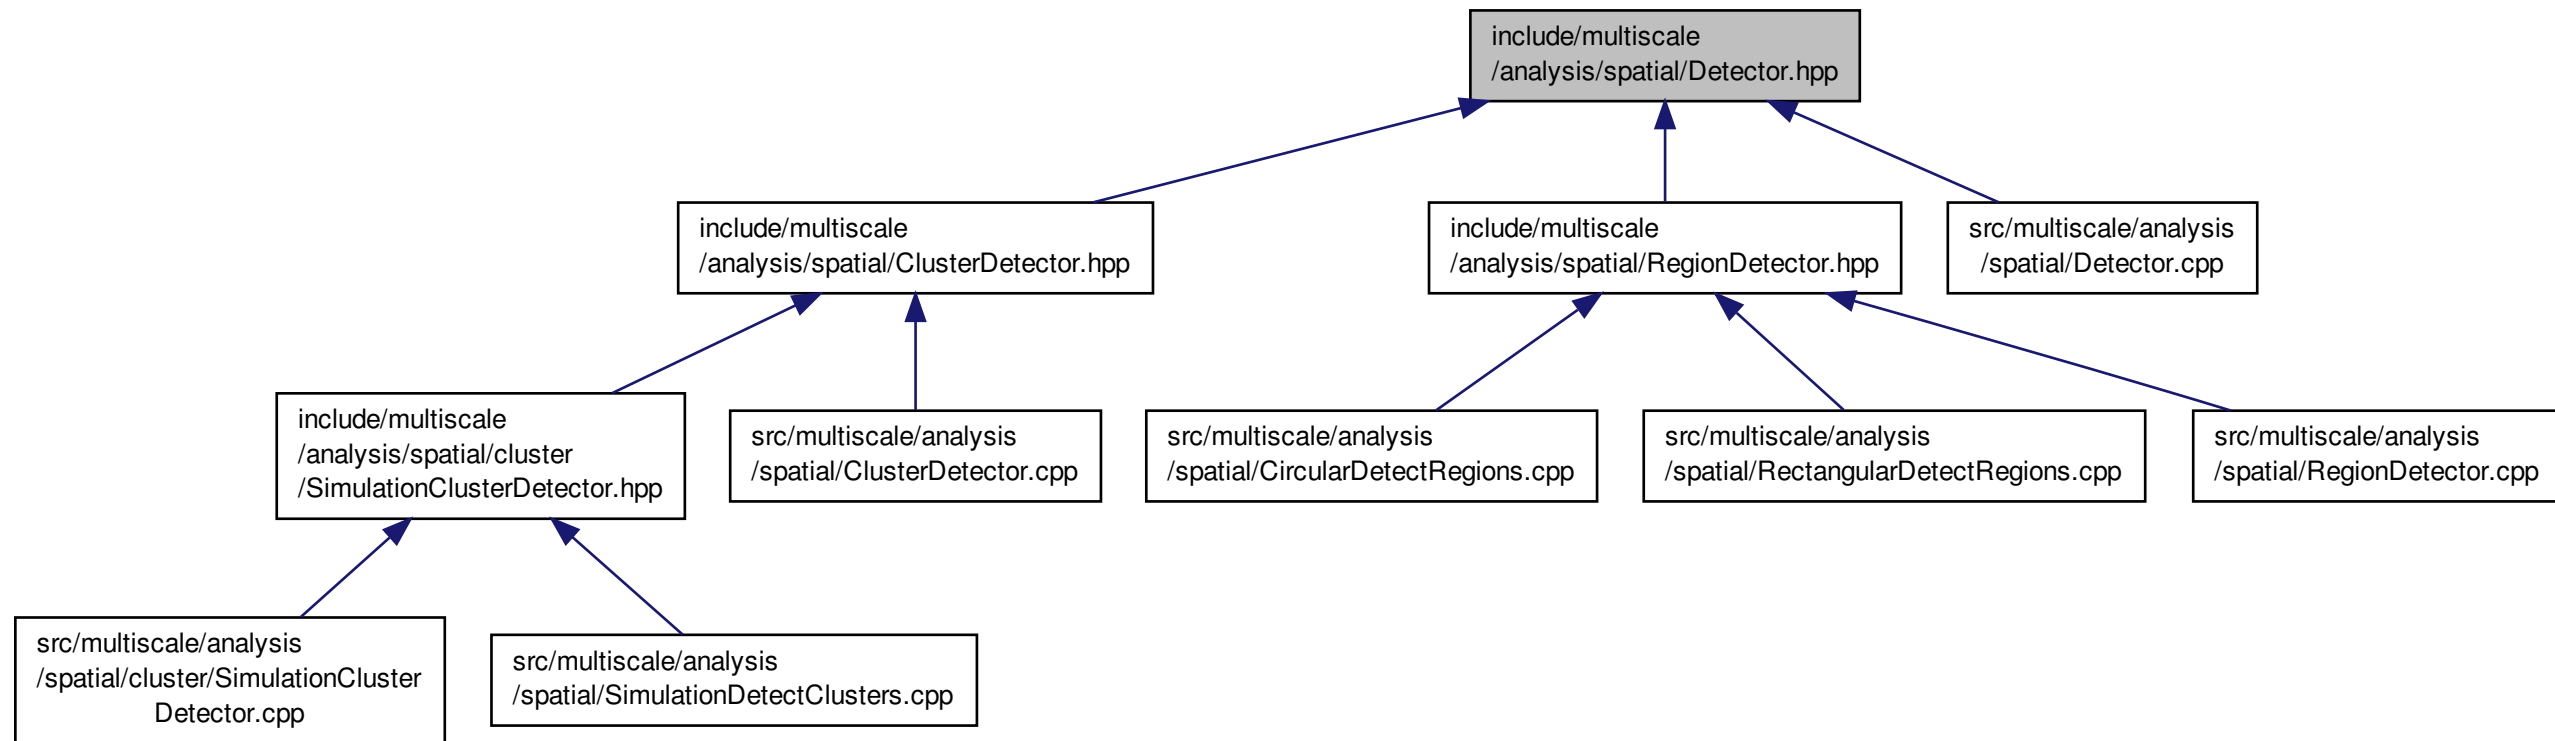 include/multiscale
/analysis/spatial/Detector.hpp
include/multiscale
/analysis/spatial/ClusterDetector.hpp
include/multiscale
/analysis/spatial/RegionDetector.hpp
src/multiscale/analysis
/spatial/Detector.cpp
include/multiscale
/analysis/spatial/cluster
/SimulationClusterDetector.hpp
src/multiscale/analysis
/spatial/ClusterDetector.cpp
src/multiscale/analysis
/spatial/CircularDetectRegions.cpp
src/multiscale/analysis
/spatial/RectangularDetectRegions.cpp
src/multiscale/analysis
/spatial/RegionDetector.cpp
src/multiscale/analysis
/spatial/cluster/SimulationCluster
Detector.cpp
src/multiscale/analysis
/spatial/SimulationDetectClusters.cpp